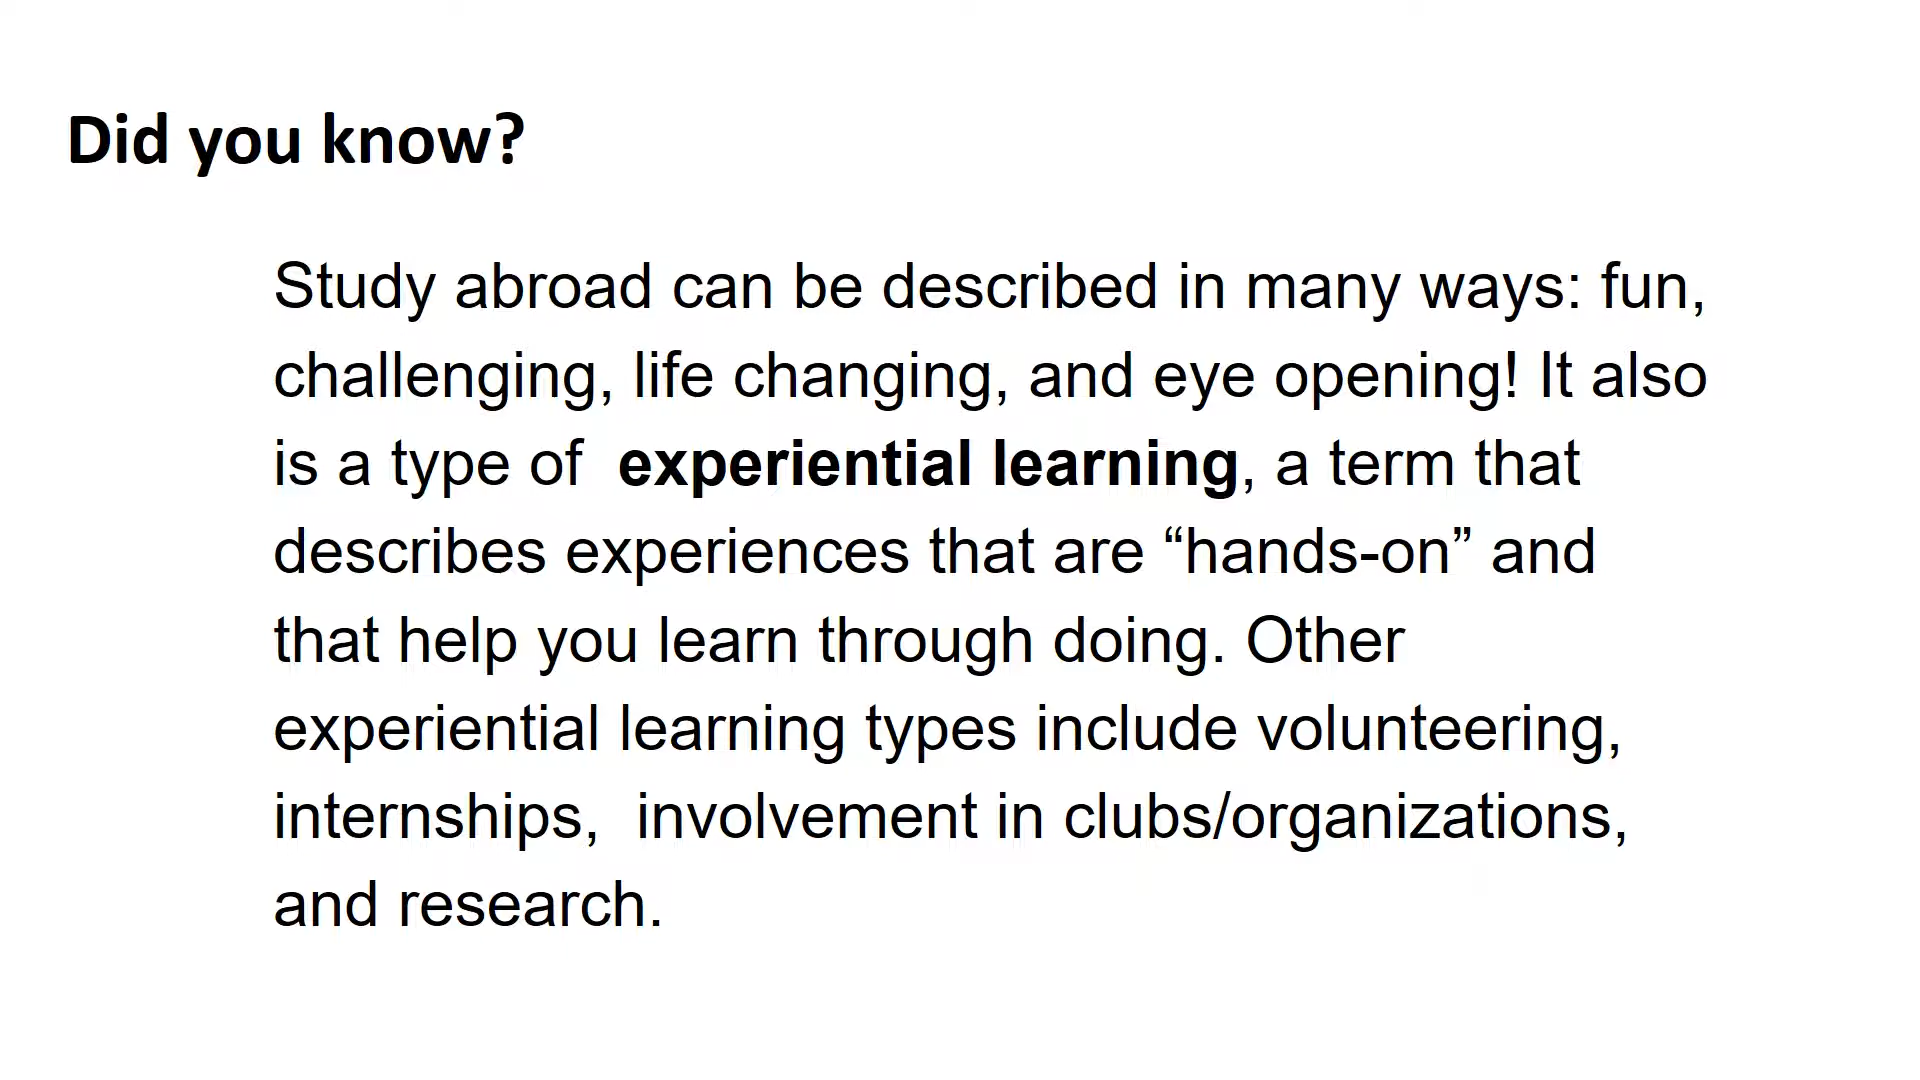 Did you know?
Study abroad can be described in many ways: fun,
challenging, life changing, and eye opening! It also
is a type of  experiential learning, a term that
describes experiences that are “hands-on” and
that help you learn through doing. Other
experiential learning types include volunteering,
internships,  involvement in clubs/organizations,
and research.